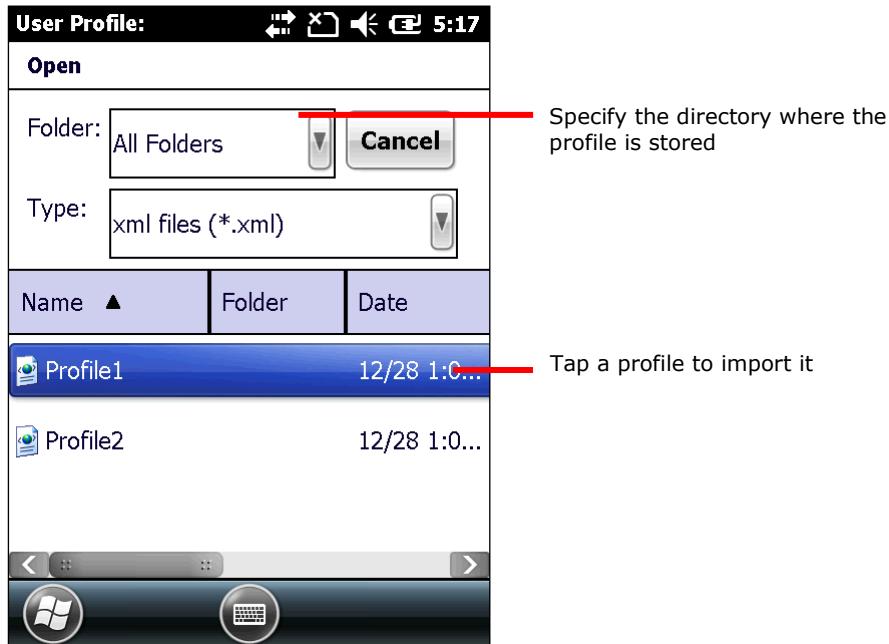 User Profile: 5:17
Open
Folder: All Folders Cancel
Specify the directory where the
profile is stored
Type: xml files (*.xml)
Name ▲ Folder Date
Profile1 12/28 1:0...
Tap a profile to import it
Profile2 12/28 1:0...